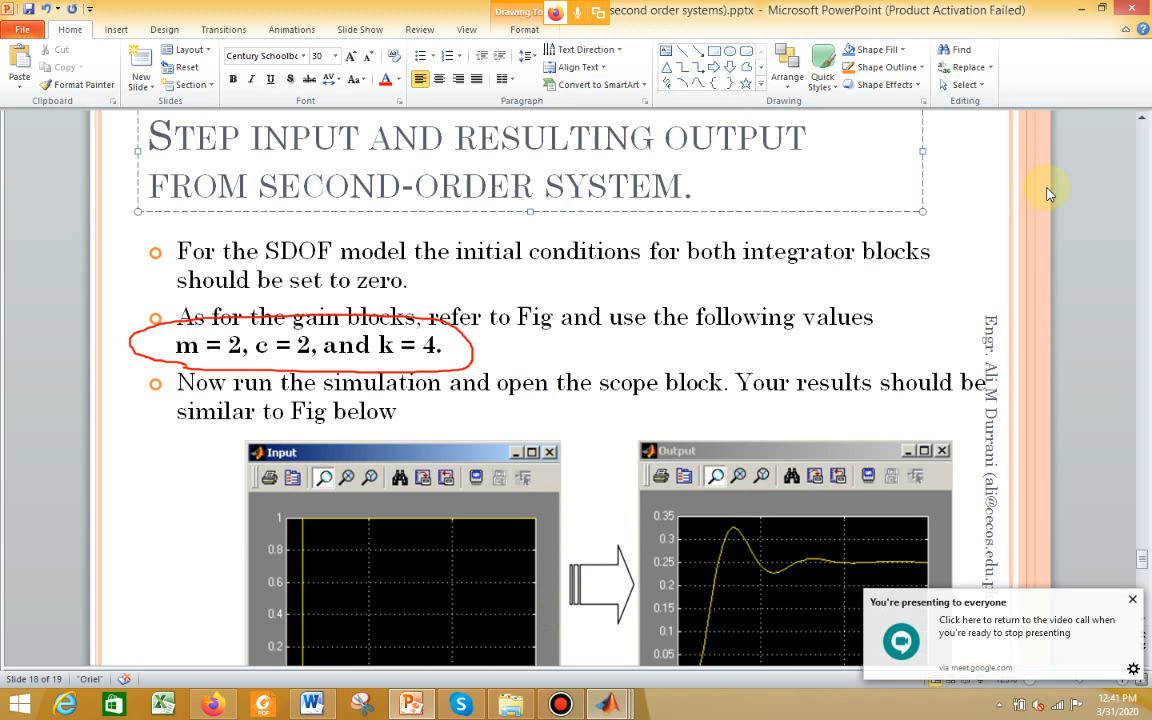 Drawing To
second order systems).pptx - Microsoft PowerPoint (Product Activation Failed)
File Home Insert Design Transitions Animations Slide Show Review View Format
Paste
Cut
Copy
Format Painter
Clipboard
New
Slide
Layout
Reset
Section
Slides
Century Schoolbo 30
B I U S abc AV Aa A
Font
Text Direction
Align Text
Convert to SmartArt
Paragraph
Arrange
Quick
Styles
Shape Fill
Shape Outline
Shape Effects
Drawing
Find
Replace
Select
Editing
STEP INPUT AND RESULTING OUTPUT
FROM SECOND-ORDER SYSTEM.
For the SDOF model the initial conditions for both integrator blocks
should be set to zero.
As for the gain blocks, refer to Fig and use the following values
m = 2, c = 2, and k = 4.
Now run the simulation and open the scope block. Your results should be
similar to Fig below
Engr. Ali M Durrani (ali@cecos.edu.p
Input
1
0.8
0.6
0.4
0.2
Output
0.35
0.3
0.25
0.2
0.15
0.1
0.05
You're presenting to everyone
Click here to return to the video call when
you're ready to stop presenting
via meet.google.com
Slide 18 of 19 "Oriel"
12:41 PM
3/31/2020